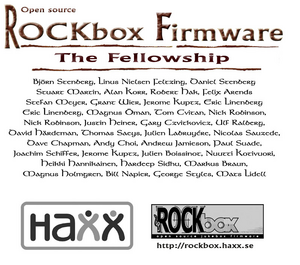 Open source
ROCKbox Firmware
The Fellowship
Björn Stenberg, Linus Nielsen Feltzing, Daniel Stenberg
Stuart Martin, Alan Korr, Robert Hak, Felix Arends
Stefan Meyer, Grant Wier, Jerome Kuptz, Eric Linenberg
Eric Linenberg, Magnus Öman, Tom Cvitan, Nick Robinson,
Nick Robinson, Justin Heiner, Gary Czvitkovicz, Ulf Ralberg,
David Härdeman, Thomas Saeys, Julien Labruyére, Nicolas Sauzede,
Dave Chapman, Andy Choi, Andrew Jamieson, Paul Suade,
Joachim Schiffer, Jerome Kuptz, Julien Boissinot, Nuutti Kotivuori,
Heikki Hannikainen, Hardeep Sidhu, Markus Braun,
Magnus Holmgren, Bill Napier, George Styles, Mats Lidell
HAXX
ROCKbox
open source jukebox firmware
http://rockbox.haxx.se